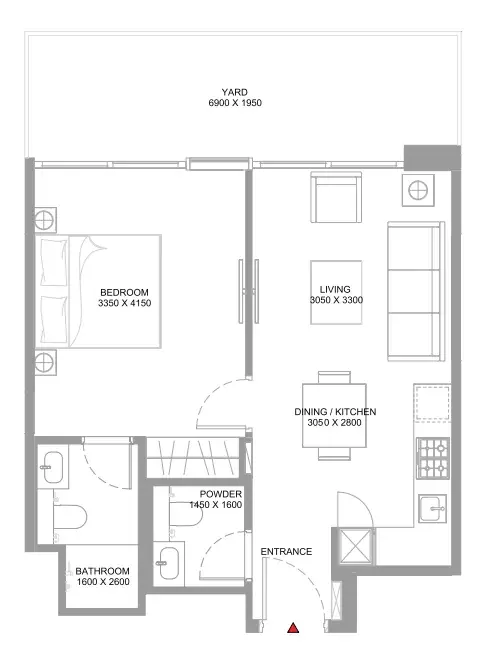 YARD
6900 X 1950
BEDROOM
3350 X 4150
LIVING
3050 X 3300
DINING / KITCHEN
3050 X 2800
POWDER
1450 X 1600
ENTRANCE
BATHROOM
1600 X 2600